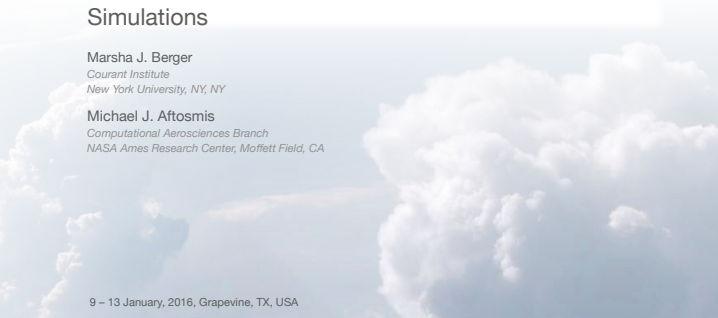 Simulations
Marsha J. Berger
Courant Institute
New York University, NY, NY
Michael J. Aftosmis
Computational Aerosciences Branch
NASA Ames Research Center, Moffett Field, CA
9 – 13 January, 2016, Grapevine, TX, USA